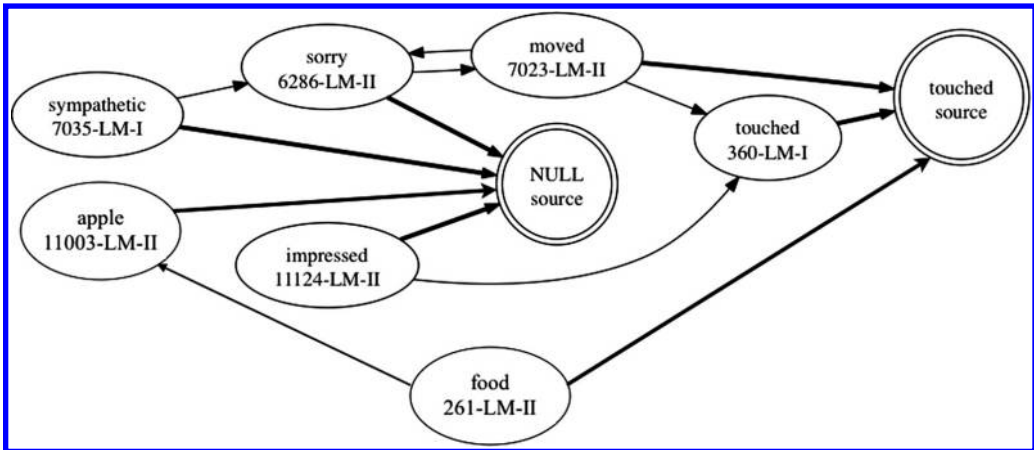 sorry
6286-LM-II
moved
7023-LM-II
touched
source
sympathetic
7035-LM-I
touched
360-LM-I
NULL
source
apple
11003-LM-II
impressed
11124-LM-II
food
261-LM-II